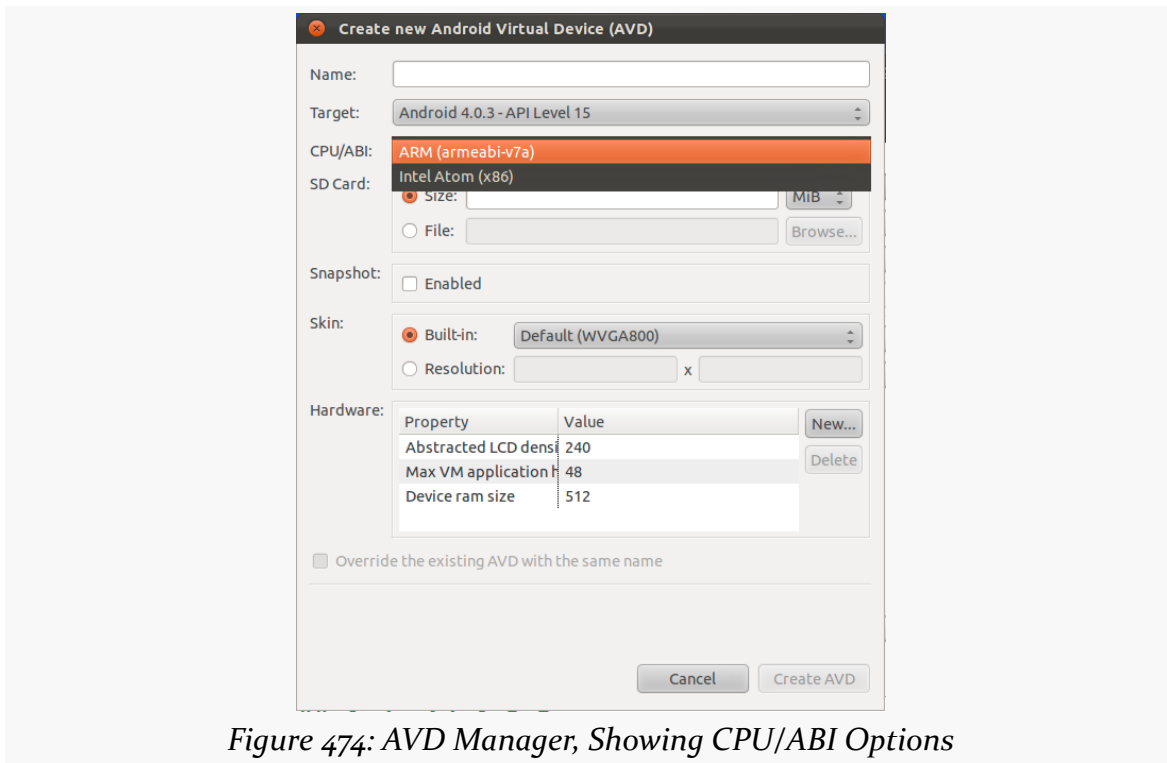 Create new Android Virtual Device (AVD)
Name:
Target: Android 4.0.3 - API Level 15
CPU/ABI: ARM (armeabi-v7a)
Intel Atom (x86)
SD Card:
Size: MiB
File: Browse...
Snapshot:
Enabled
Skin:
Built-in: Default (WVGA800)
Resolution: x
Hardware:
Property Value New...
Abstracted LCD densi 240
Delete
Max VM application h 48
Device ram size 512
Override the existing AVD with the same name
Cancel Create AVD
Figure 474: AVD Manager, Showing CPU/ABI Options